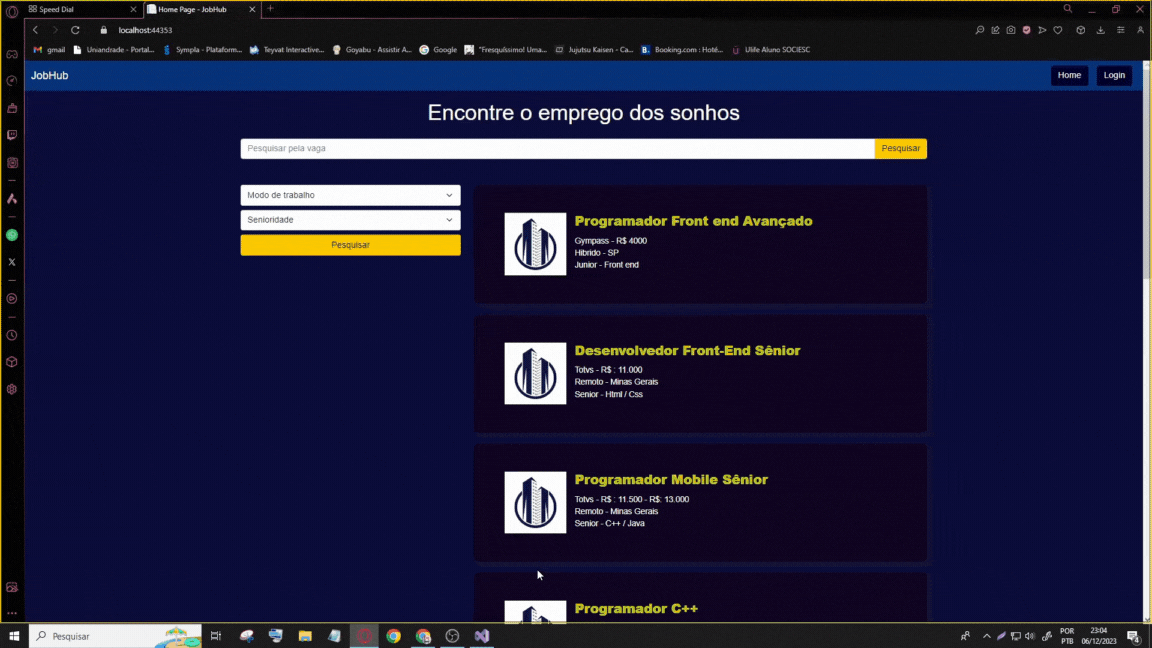 Speed Dial
Home Page - JobHub
localhost:44353
gmail
Uniandrade - Portal...
Sympla - Plataform...
Teyvat Interactive...
Goyabu - Assistir A...
Google
"Fresquíssimo! Uma...
Jujutsu Kaisen - Ca...
Booking.com : Hoté...
Ulife Aluno SOCIESC
JobHub
Home
Login
Encontre o emprego dos sonhos
Pesquisar pela vaga
Pesquisar
Modo de trabalho
Senioridade
Pesquisar
Programador Front end Avançado
Gympass - R$ 4000
Hibrido - SP
Junior - Front end
Desenvolvedor Front-End Sênior
Totvs - R$ : 11.000
Remoto - Minas Gerais
Senior - Html / Css
Programador Mobile Sênior
Totvs - R$ : 11.500 - R$: 13.000
Remoto - Minas Gerais
Senior - C++ / Java
Programador C++
Pesquisar
POR
PTB
23:04
06/12/2023
4